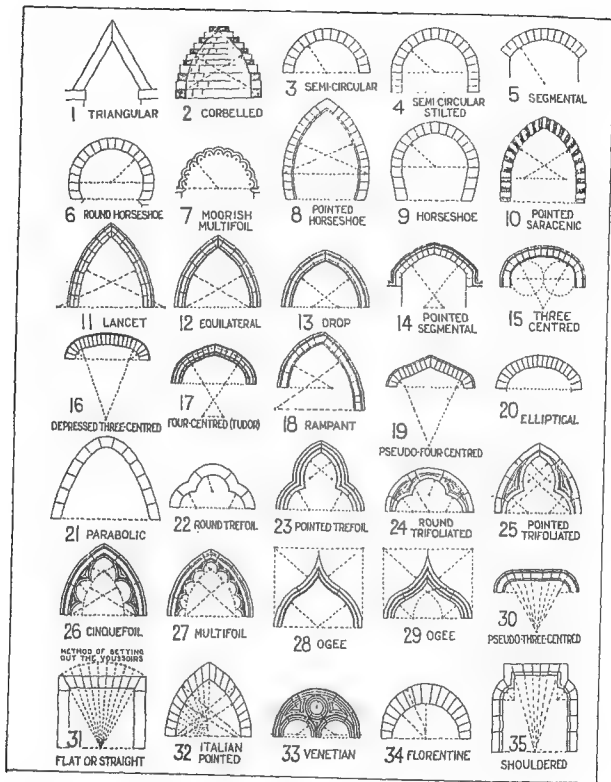 1 TRIANGULAR
2 CORBELLED
3 SEMI-CIRCULAR
4 SEMI CIRCULAR
STILTED
5 SEGMENTAL
6 ROUND HORSESHOE
7 MOORISH
MULTIFOIL
8 POINTED
HORSESHOE
9 HORSESHOE
10 POINTED
SARACENIC
11 LANCET
12 EQUILATERAL
13 DROP
14 POINTED
SEGMENTAL
15 THREE
CENTRED
16
DEPRESSED THREE-CENTRED
17
FOUR-CENTRED (TUDOR)
18 RAMPANT
19
PSEUDO-FOUR-CENTRED
20 ELLIPTICAL
21 PARABOLIC
22 ROUND TREFOIL
23 POINTED TREFOIL
24 ROUND
TRIFOLIATED
25 POINTED
TRIFOLIATED
26 CINQUEFOIL
27 MULTIFOIL
28 OGEE
29 OGEE
30
PSEUDO-THREE-CENTRED
METHOD OF SETTING
OUT THE VOUSSOIRS
31
FLAT OR STRAIGHT
32 ITALIAN
POINTED
33 VENETIAN
34 FLORENTINE
35
SHOULDERED